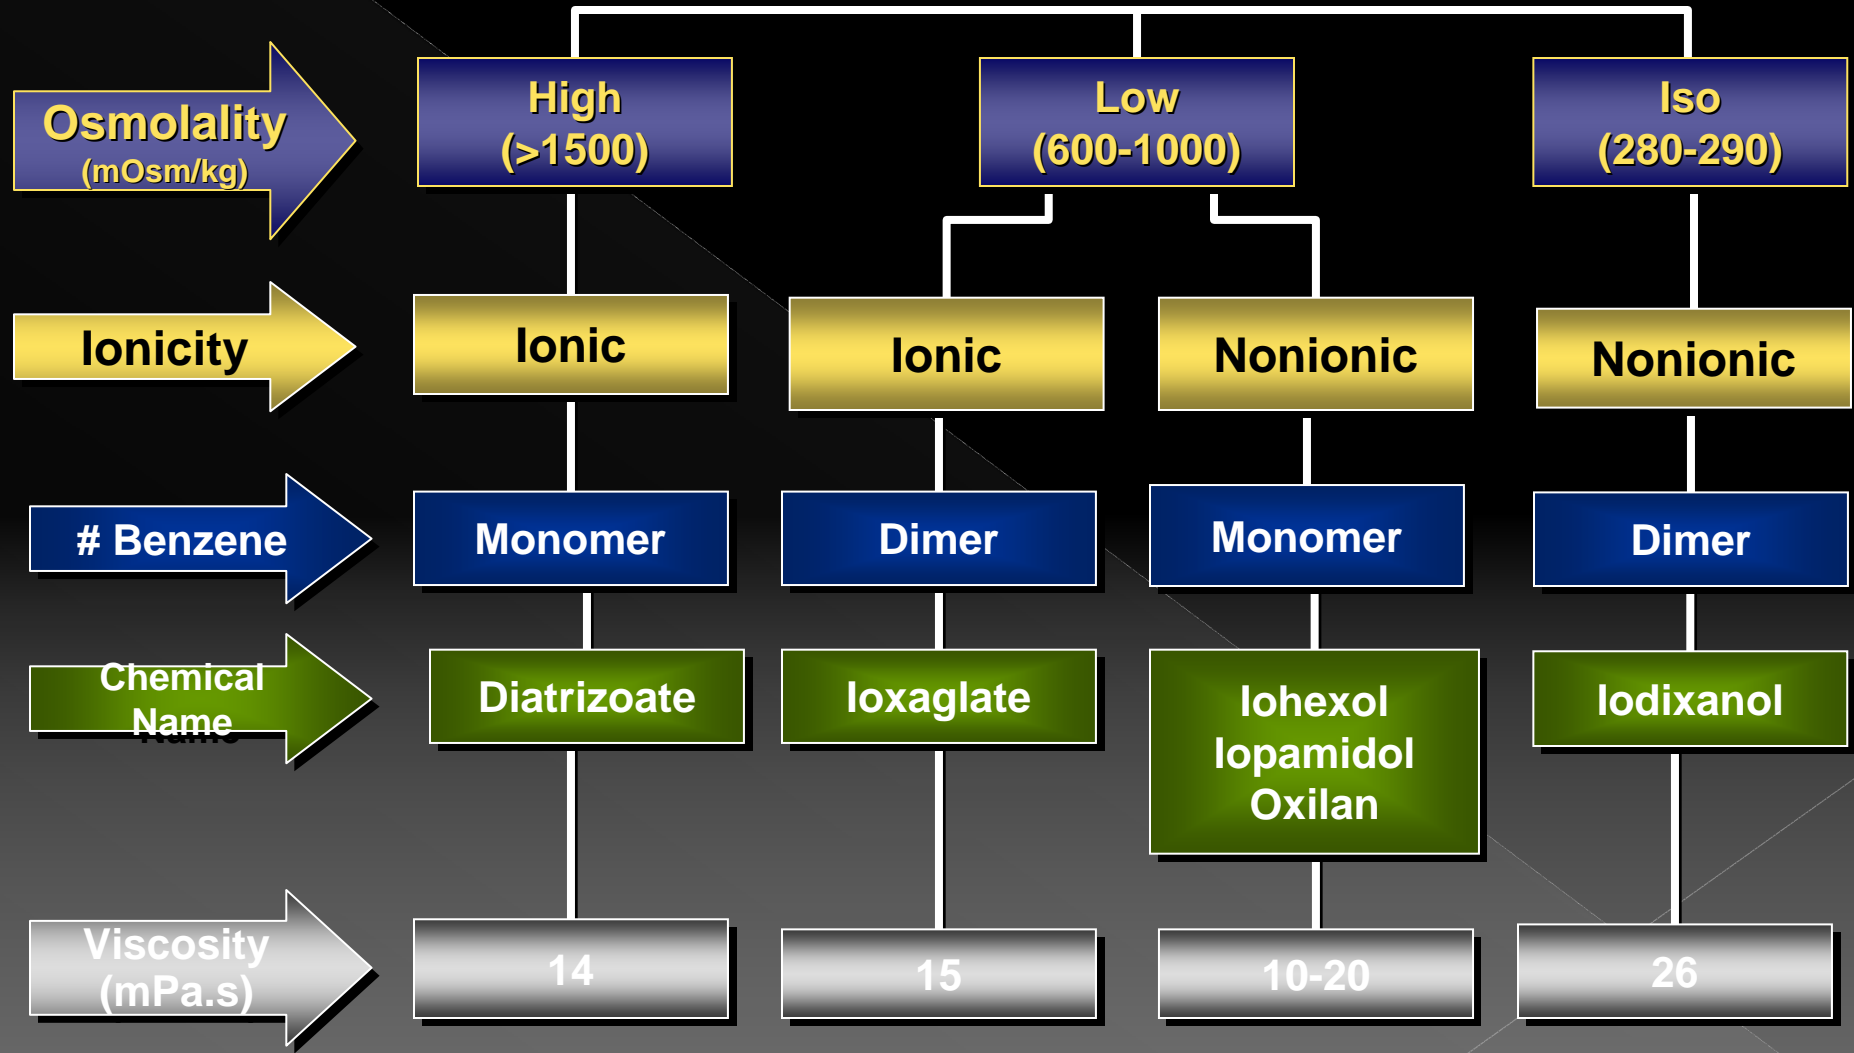 Osmolality
(mOsm/kg)
High
(>1500)
Low
(600-1000)
Iso
(280-290)
Ionicity
Ionic
Ionic
Nonionic
Nonionic
# Benzene
Monomer
Dimer
Monomer
Dimer
Chemical
Name
Diatrizoate
Ioxaglate
Iohexol
Iopamidol
Oxilan
Iodixanol
Viscosity
(mPa.s)
14
15
10-20
26